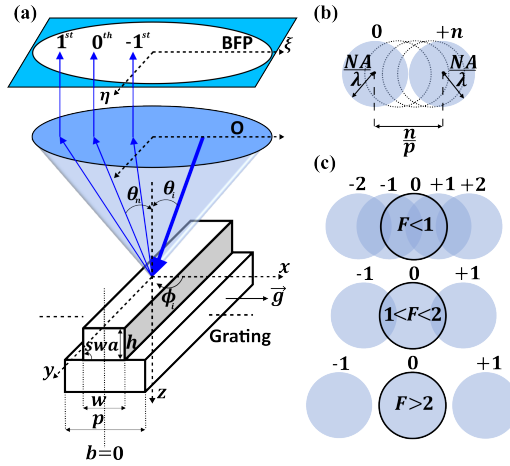 (a)
1st 0th -1st
BFP
ξ
η
O
θn θi
x
ϕi
g
Grating
swa
h
y
w
z
p
b=0
(b)
0 +n
NA/λ NA/λ
n/p
(c)
-2 -1 0 +1 +2
F<1
-1 0 +1
1<F<2
-1 0 +1
F>2